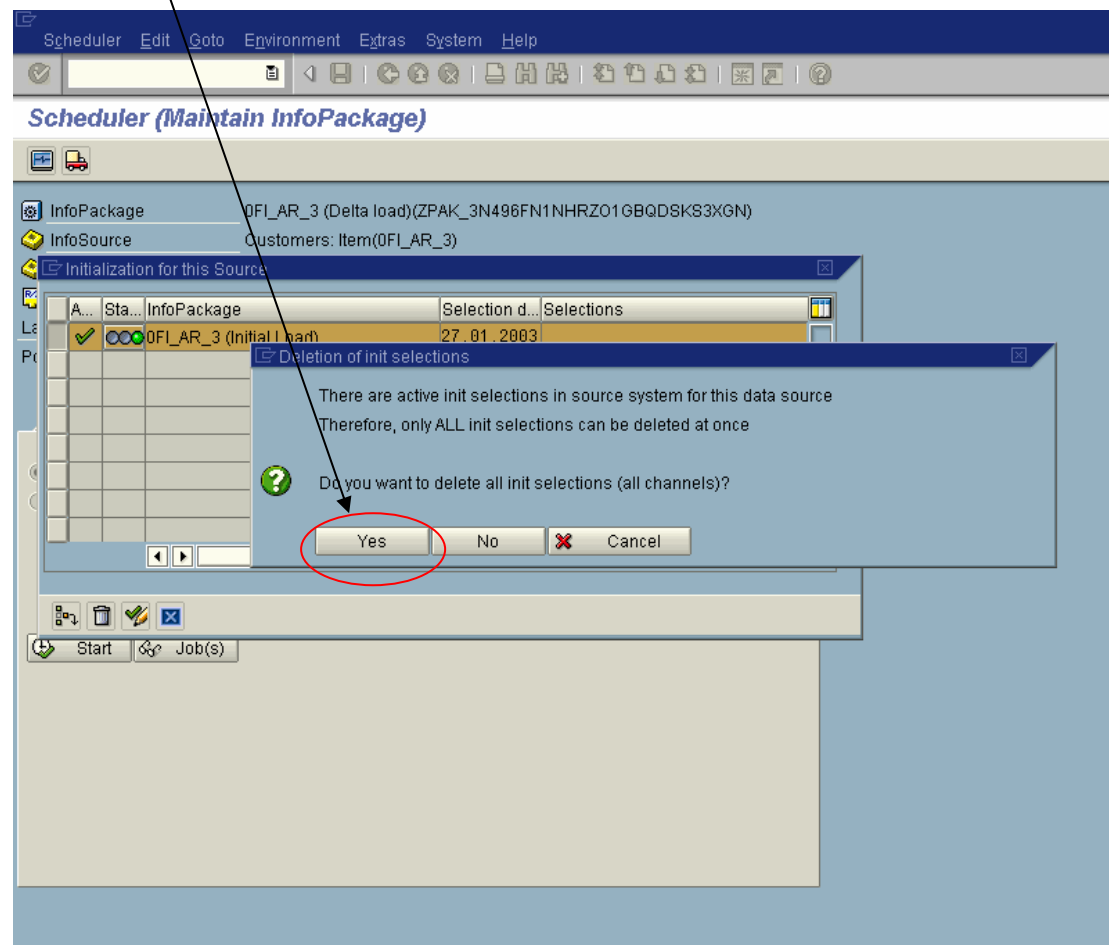 Scheduler Edit Goto Environment Extras System Help
Scheduler (Maintain InfoPackage)
InfoPackage 0FI_AR_3 (Delta load)(ZPAK_3N496FN1NHRZO1GBQDSKS3XGN)
InfoSource Customers: Item(0FI_AR_3)
Initialization for this Source
A... Sta... InfoPackage Selection d... Selections
La
0FI_AR_3 (Initial Load) 27.01.2003
Deletion of init selections
There are active init selections in source system for this data source
Therefore, only ALL init selections can be deleted at once
Do you want to delete all init selections (all channels)?
Yes No Cancel
Start Job(s)